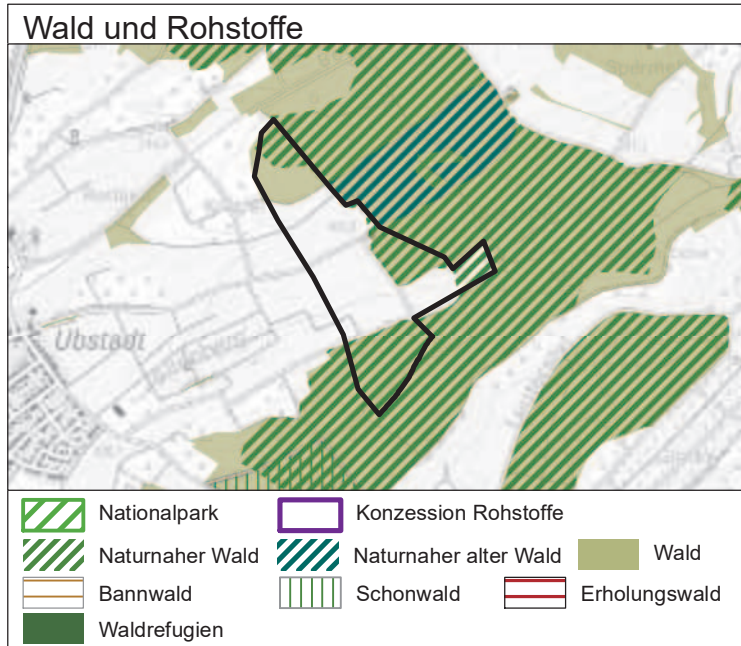 Wald und Rohstoffe
Ubstadt
Nationalpark
Konzession Rohstoffe
Naturnaher Wald
Naturnaher alter Wald
Wald
Bannwald
Schonwald
Erholungswald
Waldrefugien